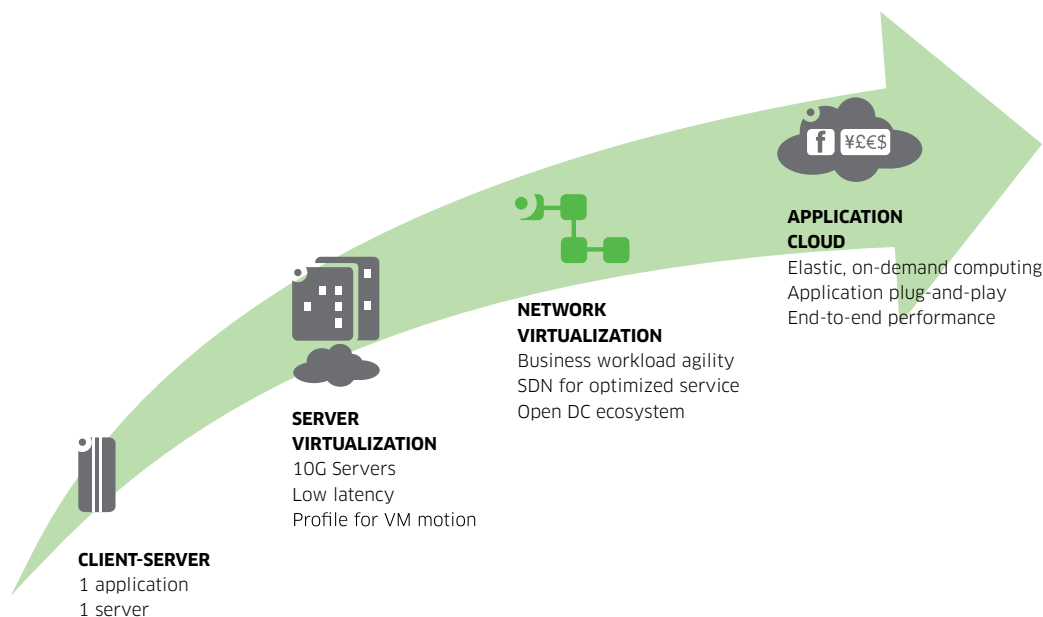 f ¥£€$
APPLICATION
CLOUD
Elastic, on-demand computing
Application plug-and-play
End-to-end performance
NETWORK
VIRTUALIZATION
Business workload agility
SDN for optimized service
Open DC ecosystem
SERVER
VIRTUALIZATION
10G Servers
Low latency
Profile for VM motion
CLIENT-SERVER
1 application
1 server